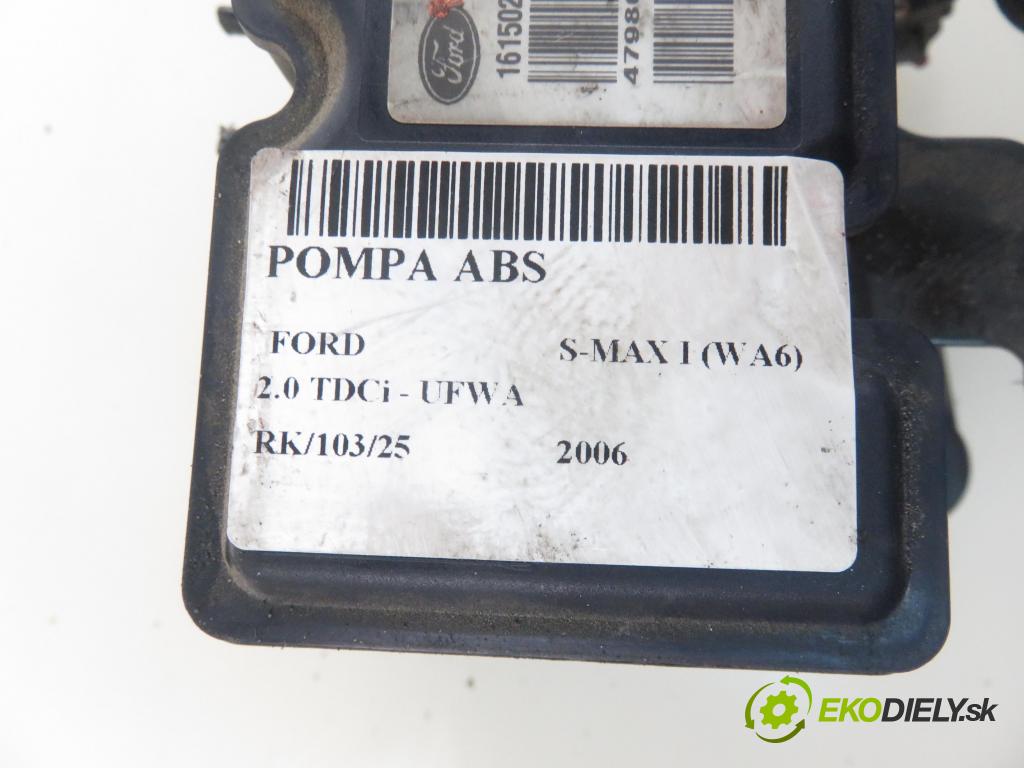 Ford
161502
47980
POMPA ABS
FORD S-MAX I (WA6)
2.0 TDCi - UFWA
RK/103/25 2006
EKODIELY.sk